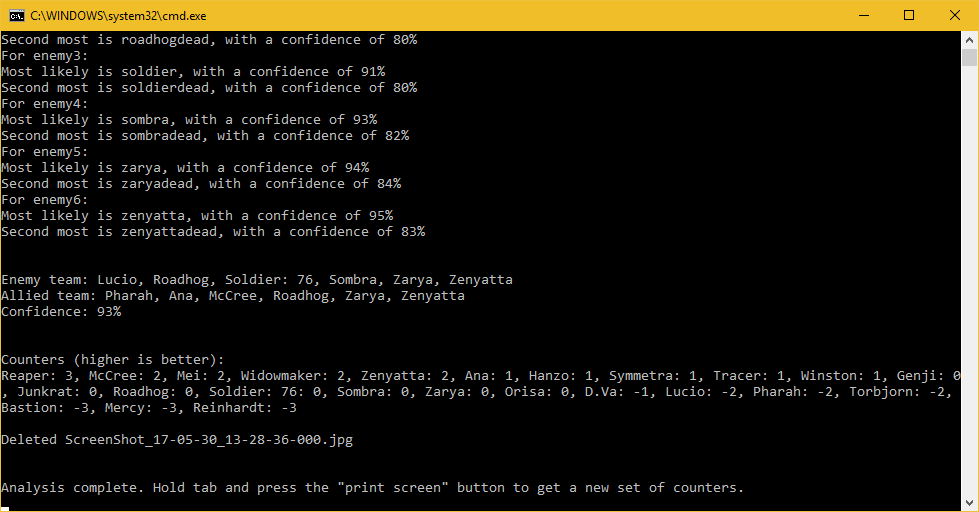 C:\WINDOWS\system32\cmd.exe
Second most is roadhogdead, with a confidence of 80%
For enemy3:
Most likely is soldier, with a confidence of 91%
Second most is soldierdead, with a confidence of 80%
For enemy4:
Most likely is sombra, with a confidence of 93%
Second most is sombradead, with a confidence of 82%
For enemy5:
Most likely is zarya, with a confidence of 94%
Second most is zaryadead, with a confidence of 84%
For enemy6:
Most likely is zenyatta, with a confidence of 95%
Second most is zenyattadead, with a confidence of 83%
Enemy team: Lucio, Roadhog, Soldier: 76, Sombra, Zarya, Zenyatta
Allied team: Pharah, Ana, McCree, Roadhog, Zarya, Zenyatta
Confidence: 93%
Counters (higher is better):
Reaper: 3, McCree: 2, Mei: 2, Widowmaker: 2, Zenyatta: 2, Ana: 1, Hanzo: 1, Symmetra: 1, Tracer: 1, Winston: 1, Genji: 0
, Junkrat: 0, Roadhog: 0, Soldier: 76: 0, Sombra: 0, Zarya: 0, Orisa: 0, D.Va: -1, Lucio: -2, Pharah: -2, Torbjorn: -2,
Bastion: -3, Mercy: -3, Reinhardt: -3
Deleted ScreenShot_17-05-30_13-28-36-000.jpg
Analysis complete. Hold tab and press the "print screen" button to get a new set of counters.